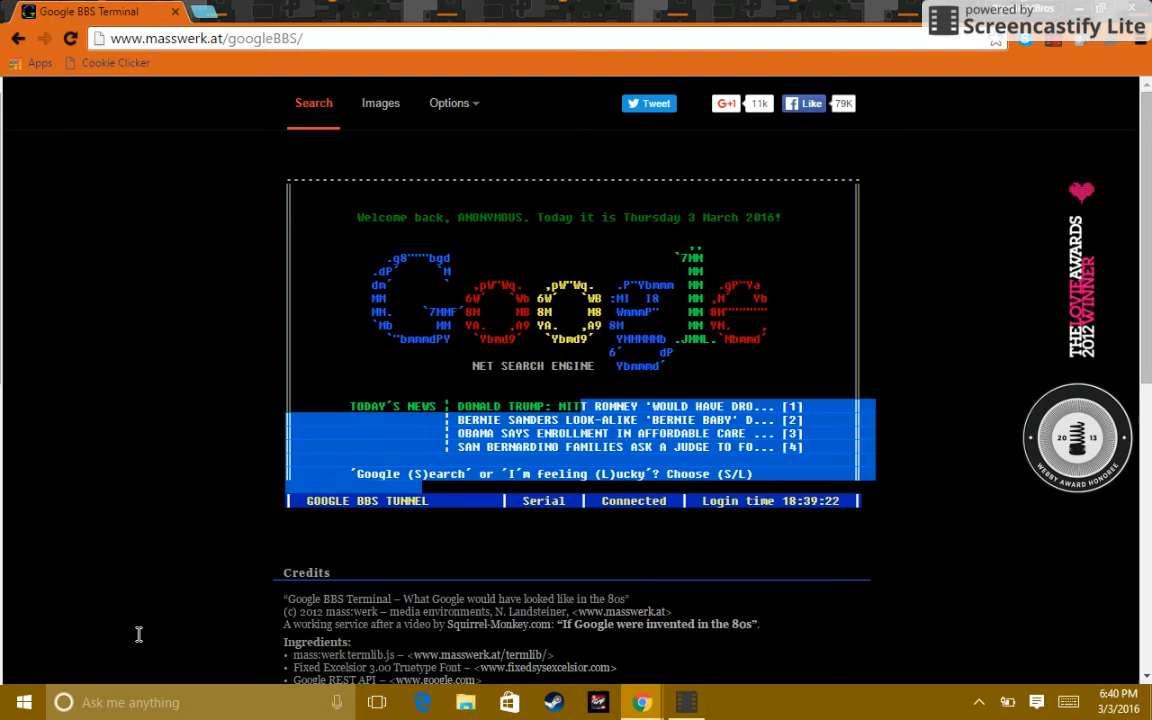 Google BBS Terminal
powered by
Screencastify Lite
www.masswerk.at/googleBBS/
Apps
Cookie Clicker
Search
Images
Options
Tweet
G+1
11k
Like
79K
Welcome back, ANONYMOUS. Today it is Thursday 3 March 2016!
Google
NET SEARCH ENGINE
TODAY´S NEWS ¦ DONALD TRUMP: MITT ROMNEY ‘WOULD HAVE DRO... [1]
¦ BERNIE SANDERS LOOK-ALIKE ‘BERNIE BABY’ D... [2]
¦ OBAMA SAYS ENROLLMENT IN AFFORDABLE CARE ... [3]
¦ SAN BERNARDINO FAMILIES ASK A JUDGE TO FO... [4]
´Google (S)earch´ or ´I´m feeling (L)ucky´? Choose (S/L)
GOOGLE BBS TUNNEL | Serial | Connected | Login time 18:39:22
THE LOVIE AWARDS
2012 WINNER
20 13
WEBBY AWARD HONOREE
Credits
“Google BBS Terminal – What Google would have looked like in the 80s”
(c) 2012 mass:werk – media environments, N. Landsteiner, <www.masswerk.at>
A working service after a video by Squirrel-Monkey.com: “If Google were invented in the 80s”.
Ingredients:
• mass:werk termlib.js – <www.masswerk.at/termlib/>
• Fixed Excelsior 3.00 Truetype Font – <www.fixedsysexcelsior.com>
• Google REST API – <www.google.com>
Ask me anything
6:40 PM
3/3/2016